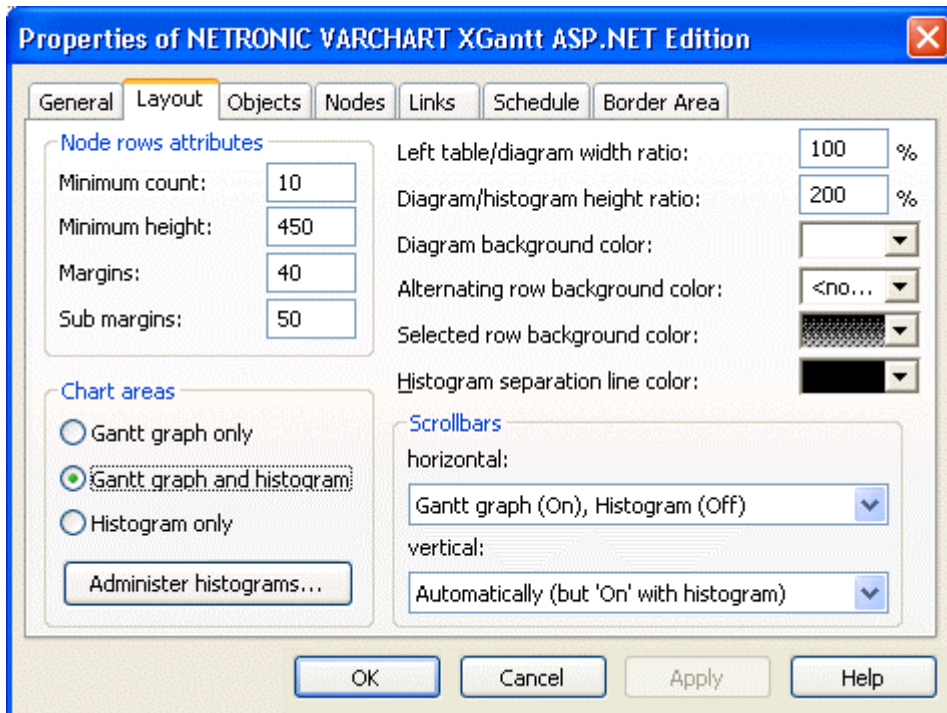 Properties of NETRONIC VARCHART XGantt ASP.NET Edition
General Layout Objects Nodes Links Schedule Border Area
Node rows attributes
Minimum count: 10
Minimum height: 450
Margins: 40
Sub margins: 50
Left table/diagram width ratio: 100 %
Diagram/histogram height ratio: 200 %
Diagram background color:
Alternating row background color: <no...
Selected row background color:
Histogram separation line color:
Chart areas
Gantt graph only
Gantt graph and histogram
Histogram only
Administer histograms...
Scrollbars
horizontal:
Gantt graph (On), Histogram (Off)
vertical:
Automatically (but 'On' with histogram)
OK Cancel Apply Help